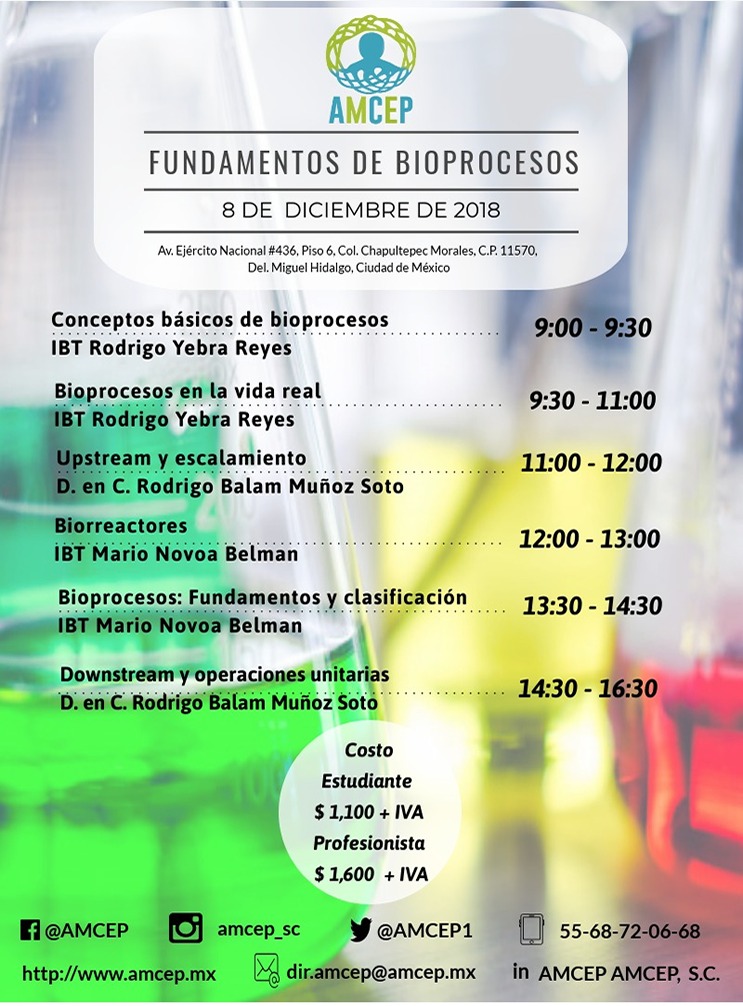 AMCEP
FUNDAMENTOS DE BIOPROCESOS
8 DE DICIEMBRE DE 2018
Av. Ejército Nacional #436, Piso 6, Col. Chapultepec Morales, C.P. 11570,
Del. Miguel Hidalgo, Ciudad de México
Conceptos básicos de bioprocesos
9:00 - 9:30
IBT Rodrigo Yebra Reyes
Bioprocesos en la vida real
9:30 - 11:00
IBT Rodrigo Yebra Reyes
Upstream y escalamiento
11:00 - 12:00
D. en C. Rodrigo Balam Muñoz Soto
Biorreactores
12:00 - 13:00
IBT Mario Novoa Belman
Bioprocesos: Fundamentos y clasificación
13:30 - 14:30
IBT Mario Novoa Belman
Downstream y operaciones unitarias
14:30 - 16:30
D. en C. Rodrigo Balam Muñoz Soto
Costo
Estudiante
$ 1,100 + IVA
Profesionista
$ 1,600 + IVA
@AMCEP
amcep_sc
@AMCEP1
55-68-72-06-68
http://www.amcep.mx
dir.amcep@amcep.mx
in AMCEP AMCEP, S.C.